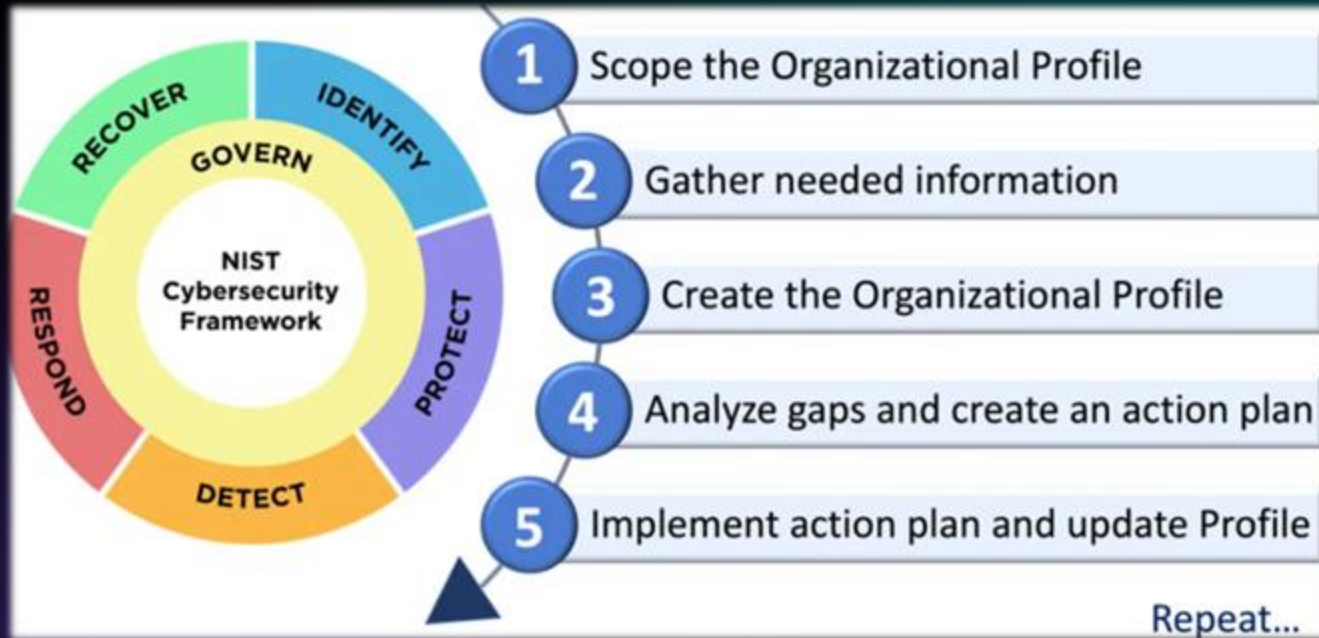 RECOVER
IDENTIFY
GOVERN
NIST
Cybersecurity
Framework
RESPOND
PROTECT
DETECT
1 Scope the Organizational Profile
2 Gather needed information
3 Create the Organizational Profile
4 Analyze gaps and create an action plan
5 Implement action plan and update Profile
Repeat...